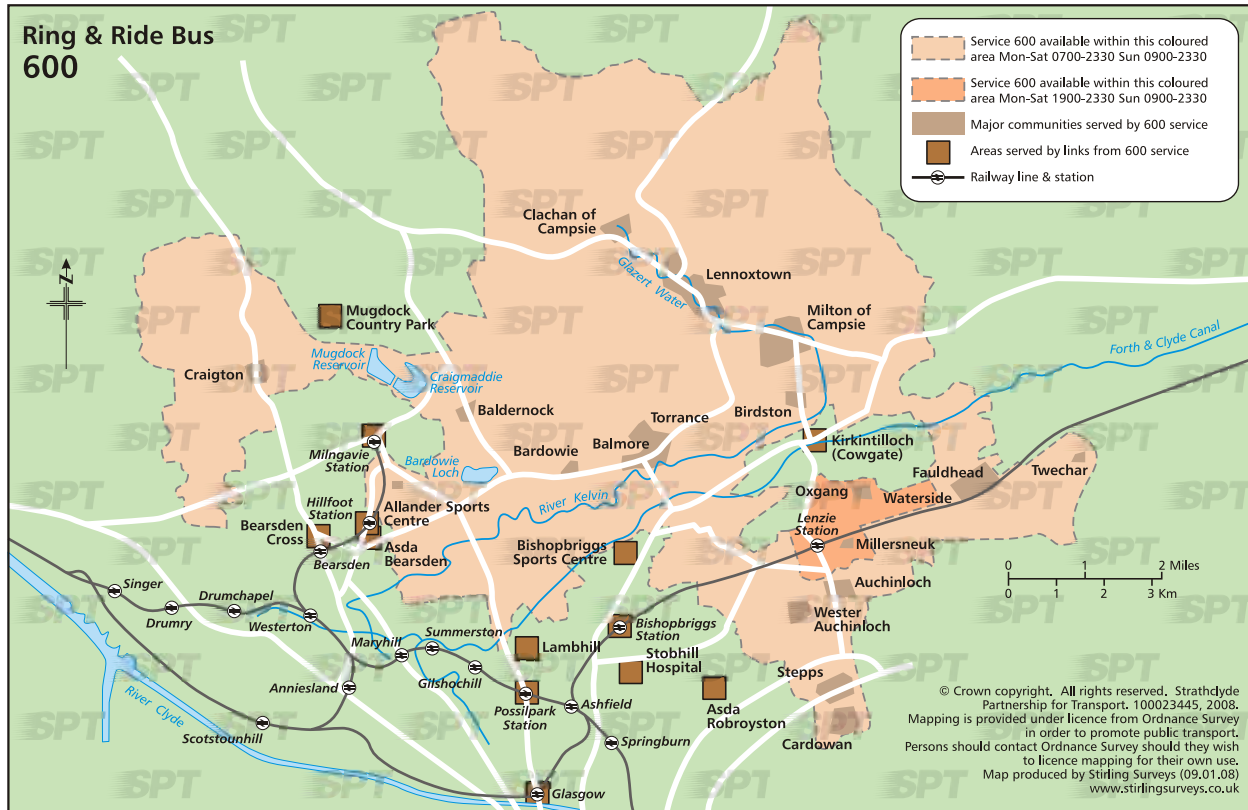 Ring & Ride Bus
600
Service 600 available within this coloured
area Mon-Sat 0700-2330 Sun 0900-2330
Service 600 available within this coloured
area Mon-Sat 1900-2330 Sun 0900-2330
Major communities served by 600 service
Areas served by links from 600 service
Railway line & station
N
Clachan of
Campsie
Glazert Water
Lennoxtown
Milton of
Campsie
Mugdock
Country Park
Mugdock
Reservoir
Craigmaddie
Reservoir
Forth & Clyde Canal
Craigton
Baldernock
Torrance
Birdston
Balmore
Bardowie
Kirkintilloch
(Cowgate)
Milngavie
Station
Bardowie
Loch
Fauldhead
Twechar
Oxgang
Waterside
River Kelvin
Hillfoot
Station
Allander Sports
Centre
Lenzie
Station
Bearsden
Cross
Asda
Bearsden
Bearsden
Bishopbriggs
Sports Centre
Millersneuk
Auchinloch
0 1 2 Miles
0 1 2 3 Km
Singer
Drumchapel
Drumry
Westerton
Wester
Auchinloch
Maryhill
Summerston
Bishopbriggs
Station
Lambhill
Stobhill
Hospital
Gilshochill
Stepps
Anniesland
Possilpark
Station
Ashfield
Asda
Robroyston
River Clyde
Scotstounhill
Springburn
Cardowan
Glasgow
© Crown copyright. All rights reserved. Strathclyde
Partnership for Transport. 100023445, 2008.
Mapping is provided under licence from Ordnance Survey
in order to promote public transport.
Persons should contact Ordnance Survey should they wish
to licence mapping for their own use.
Map produced by Stirling Surveys (09.01.08)
www.stirlingsurveys.co.uk
SPT